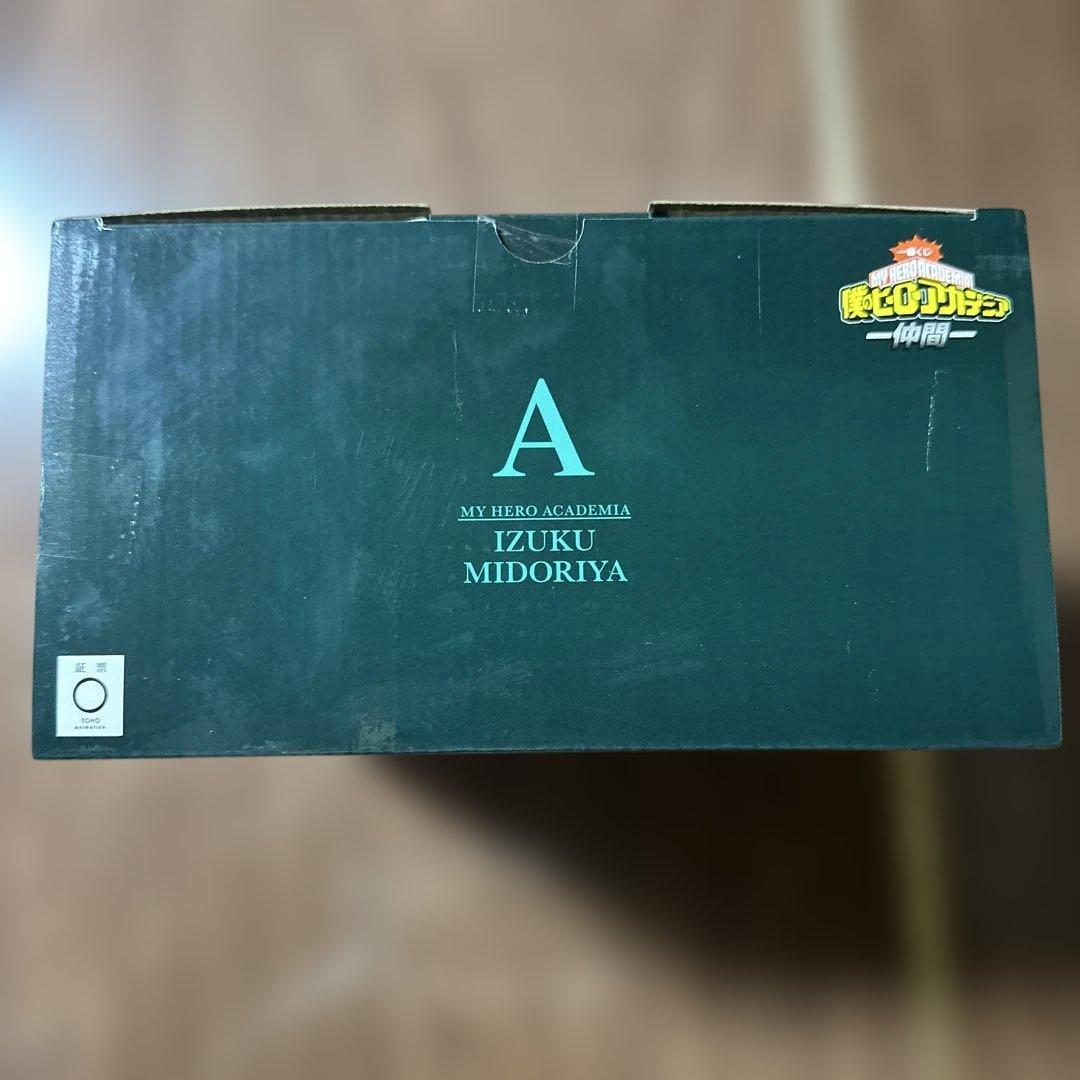 一番くじ
MY HERO ACADEMIA
僕のヒーローアカデミア
—仲間—
A
MY HERO ACADEMIA
IZUKU
MIDORIYA
証票
TOHO
animation